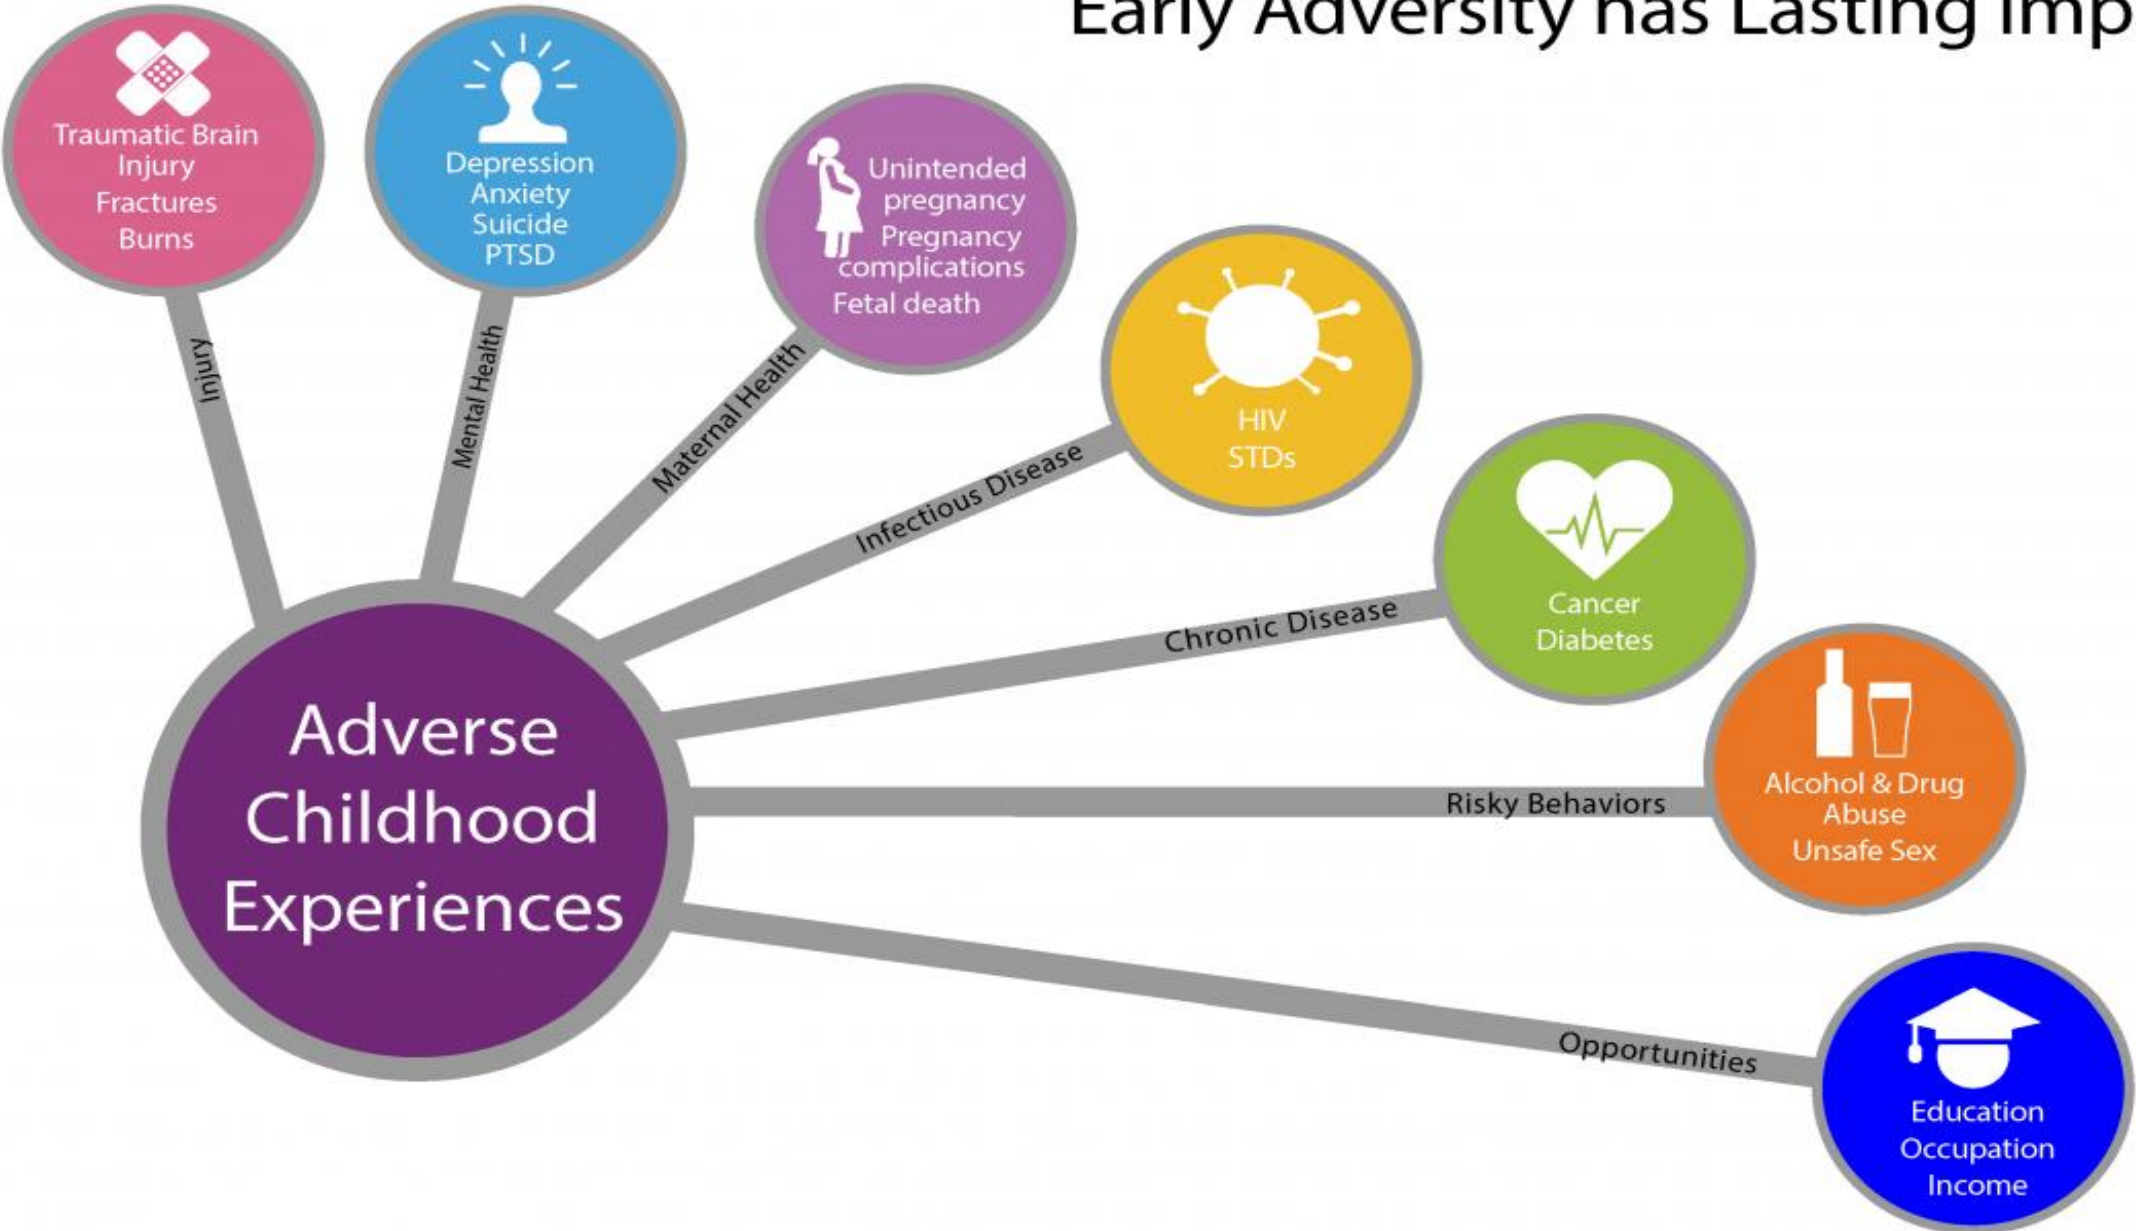 Early Adversity has Lasting Imp
Traumatic Brain
Injury
Fractures
Burns
Depression
Anxiety
Suicide
PTSD
Unintended
pregnancy
Pregnancy
complications
Fetal death
HIV
STDs
Cancer
Diabetes
Alcohol & Drug
Abuse
Unsafe Sex
Education
Occupation
Income
Injury
Mental Health
Maternal Health
Infectious Disease
Chronic Disease
Risky Behaviors
Opportunities
Adverse
Childhood
Experiences